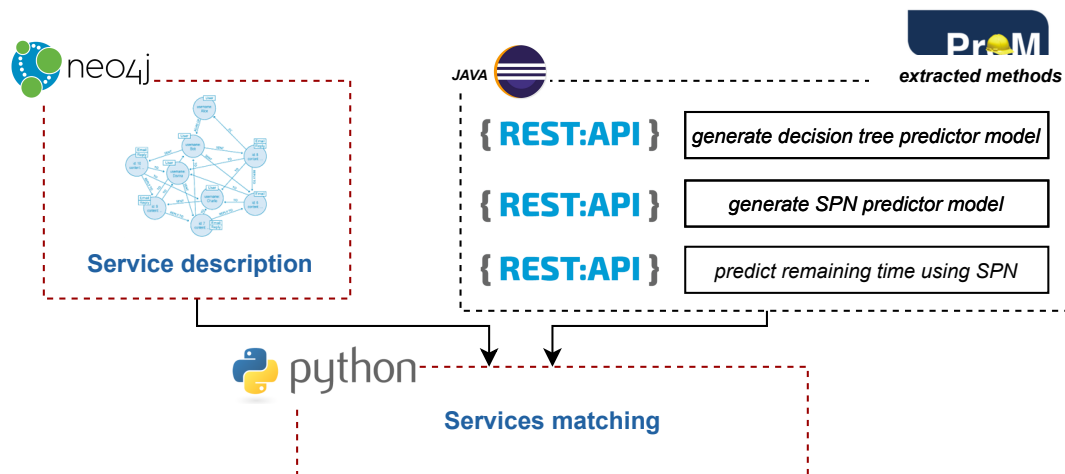 neo4j
Service description
JAVA
ProM
extracted methods
{ REST:API }
generate decision tree predictor model
{ REST:API }
generate SPN predictor model
{ REST:API }
predict remaining time using SPN
python
Services matching